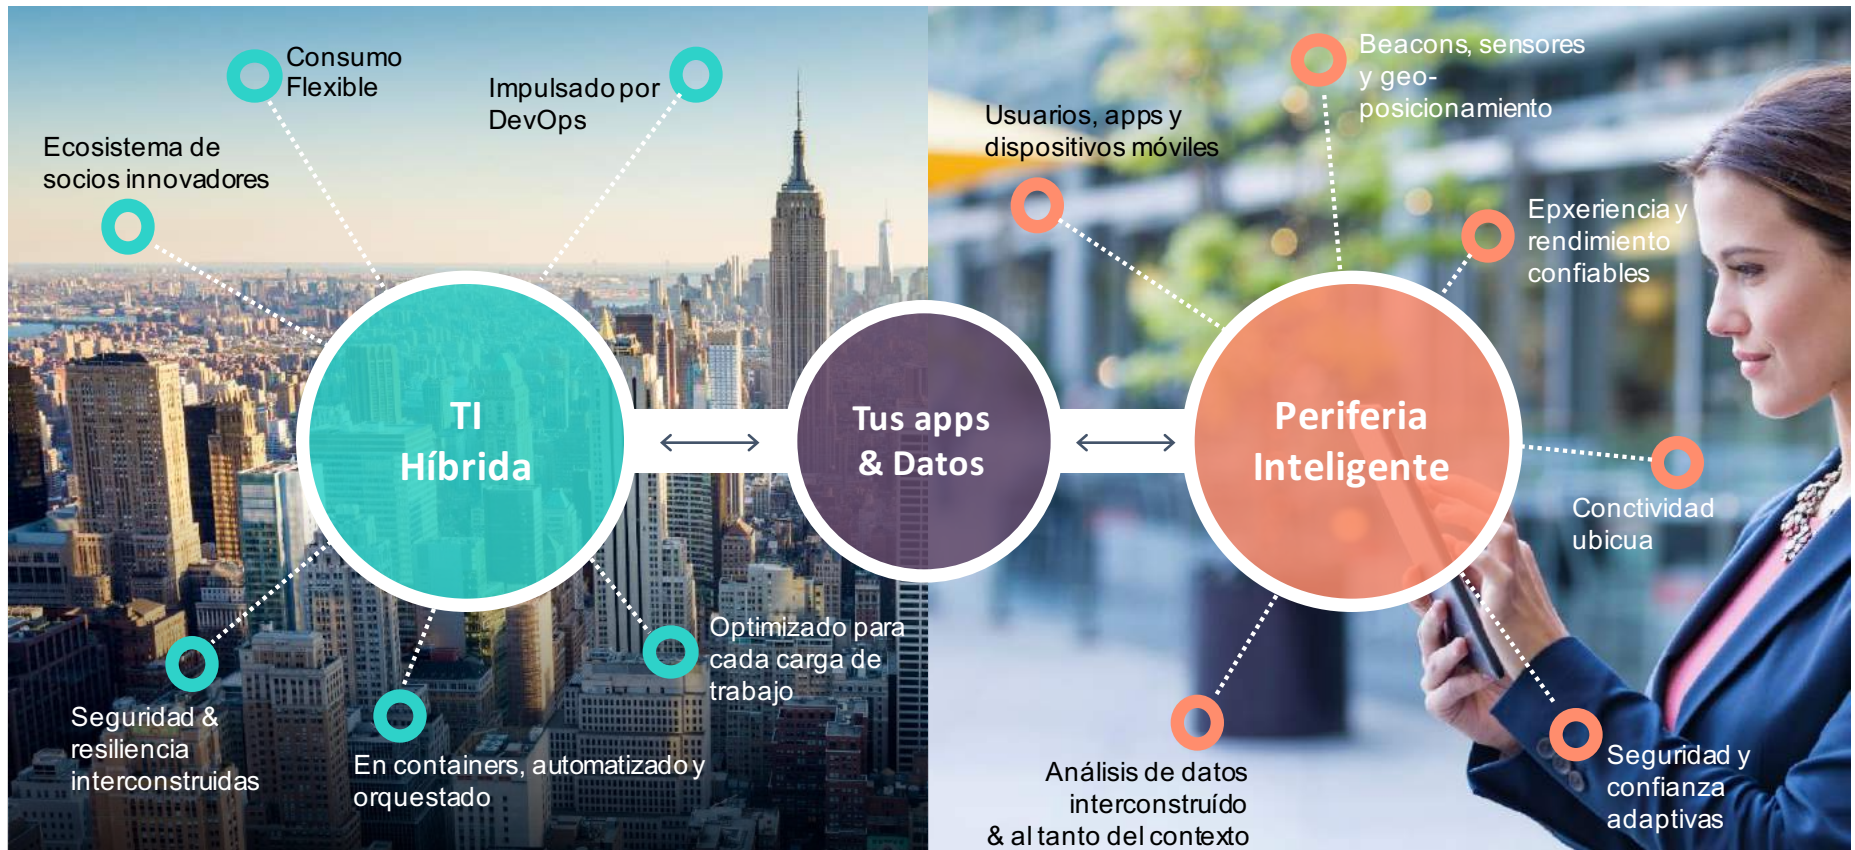 Consumo
Flexible
Impulsado por
DevOps
Ecosistema de
socios innovadores
TI
Híbrida
Seguridad &
resiliencia
interconstruidas
En containers, automatizado y
orquestado
Optimizado para
cada carga de
trabajo
Tus apps
& Datos
Beacons, sensores
y geo-
posicionamiento
Usuarios, apps y
dispositivos móviles
Epxeriencia y
rendimiento
confiables
Periferia
Inteligente
Conctividad
ubicua
Análisis de datos
interconstruído
& al tanto del contexto
Seguridad y
confianza
adaptivas